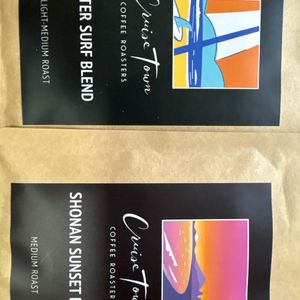 Cruise Town
COFFEE ROASTERS
TER SURF BLEND
LIGHT-MEDIUM ROAST
Cruise Town
COFFEE ROASTERS
SHONAN SUNSET
MEDIUM ROAST